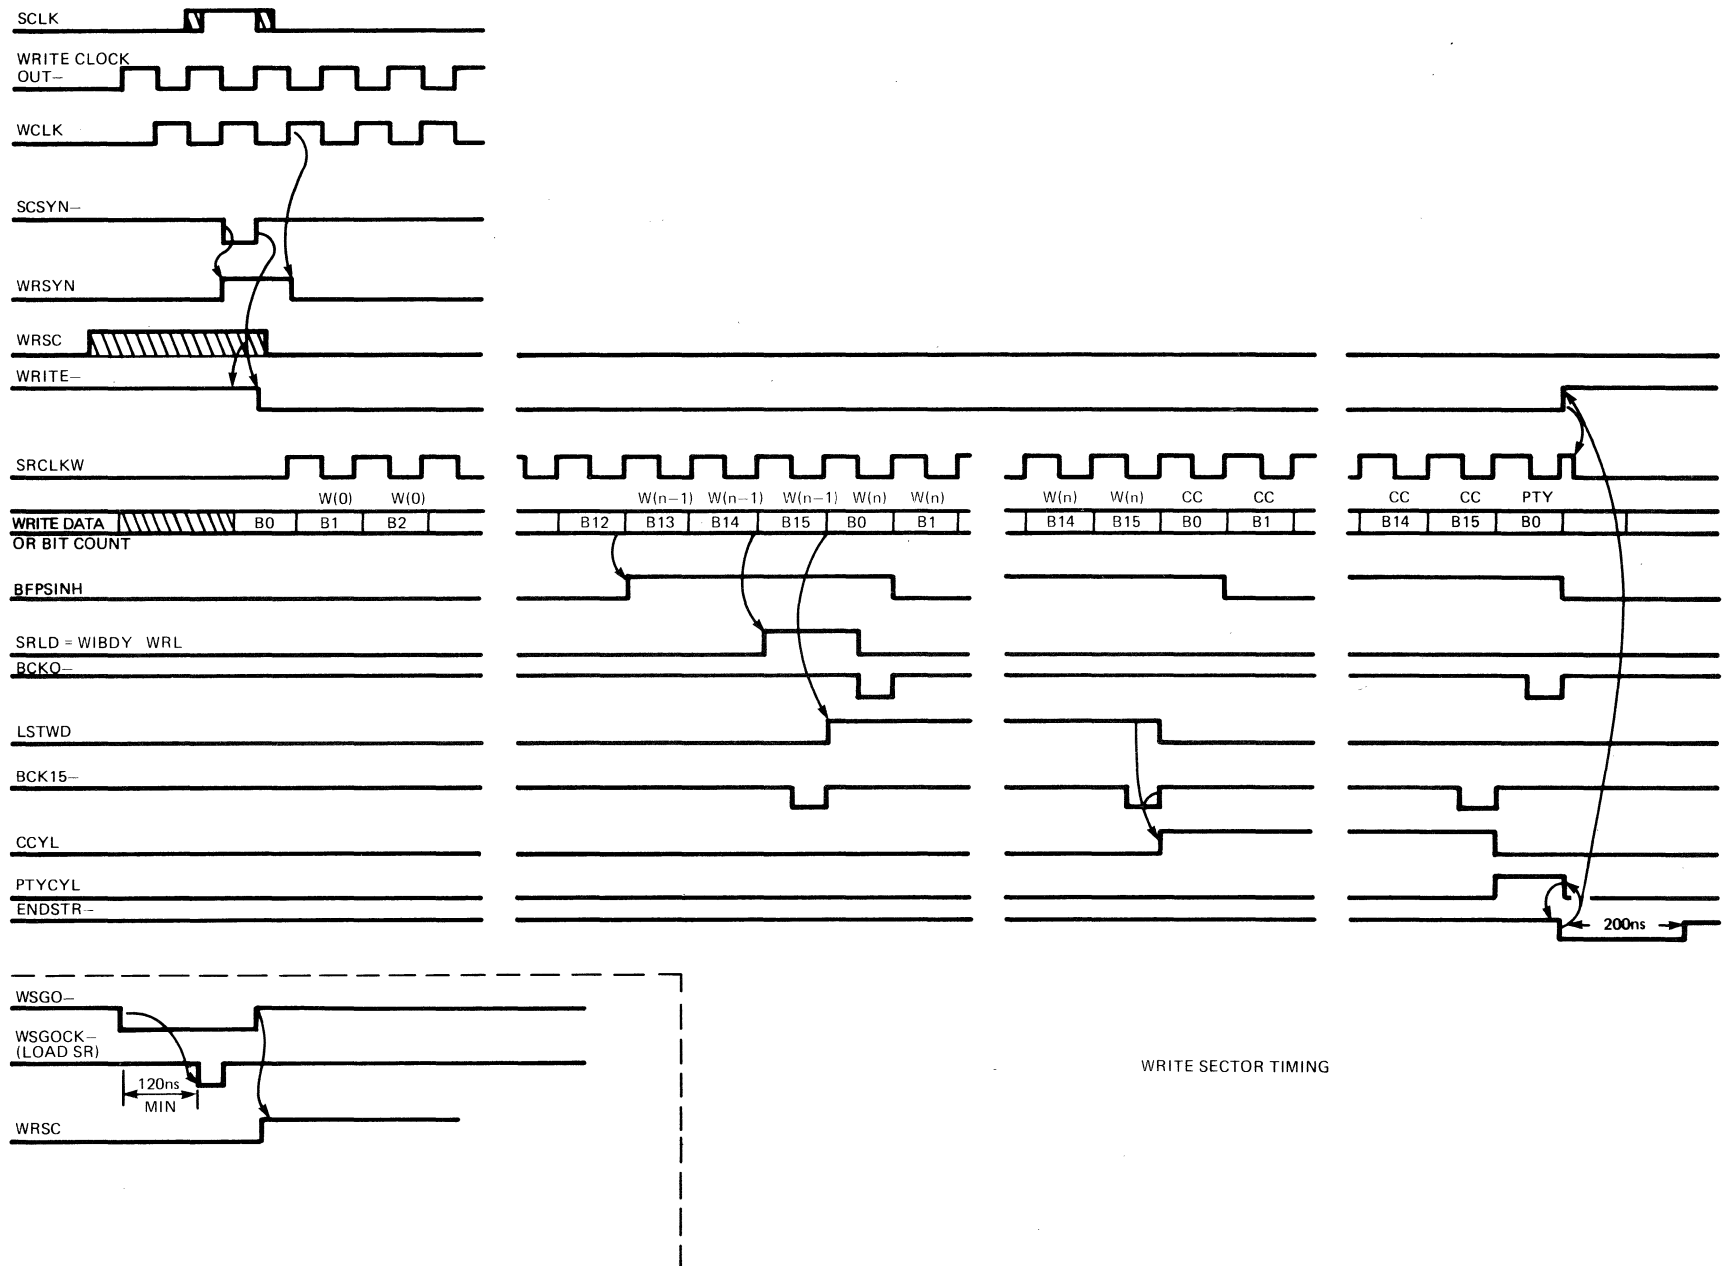 SCLK
WRITE CLOCK
OUT—
WCLK
SCSYN—
WRSYN
WRSC
WRITE—
SRCLKW
W(0) W(0) W(n−1) W(n−1) W(n−1) W(n) W(n) W(n) W(n) CC CC CC CC PTY
WRITE DATA B0 B1 B2 B12 B13 B14 B15 B0 B1 B14 B15 B0 B1 B14 B15 B0
OR BIT COUNT
BFPSINH
SRLD = WIBDY WRL
BCKO—
LSTWD
BCK15—
CCYL
PTYCYL
ENDSTR—
200ns
WSGO—
WSGOCK—
(LOAD SR)
120ns
MIN
WRSC
WRITE SECTOR TIMING